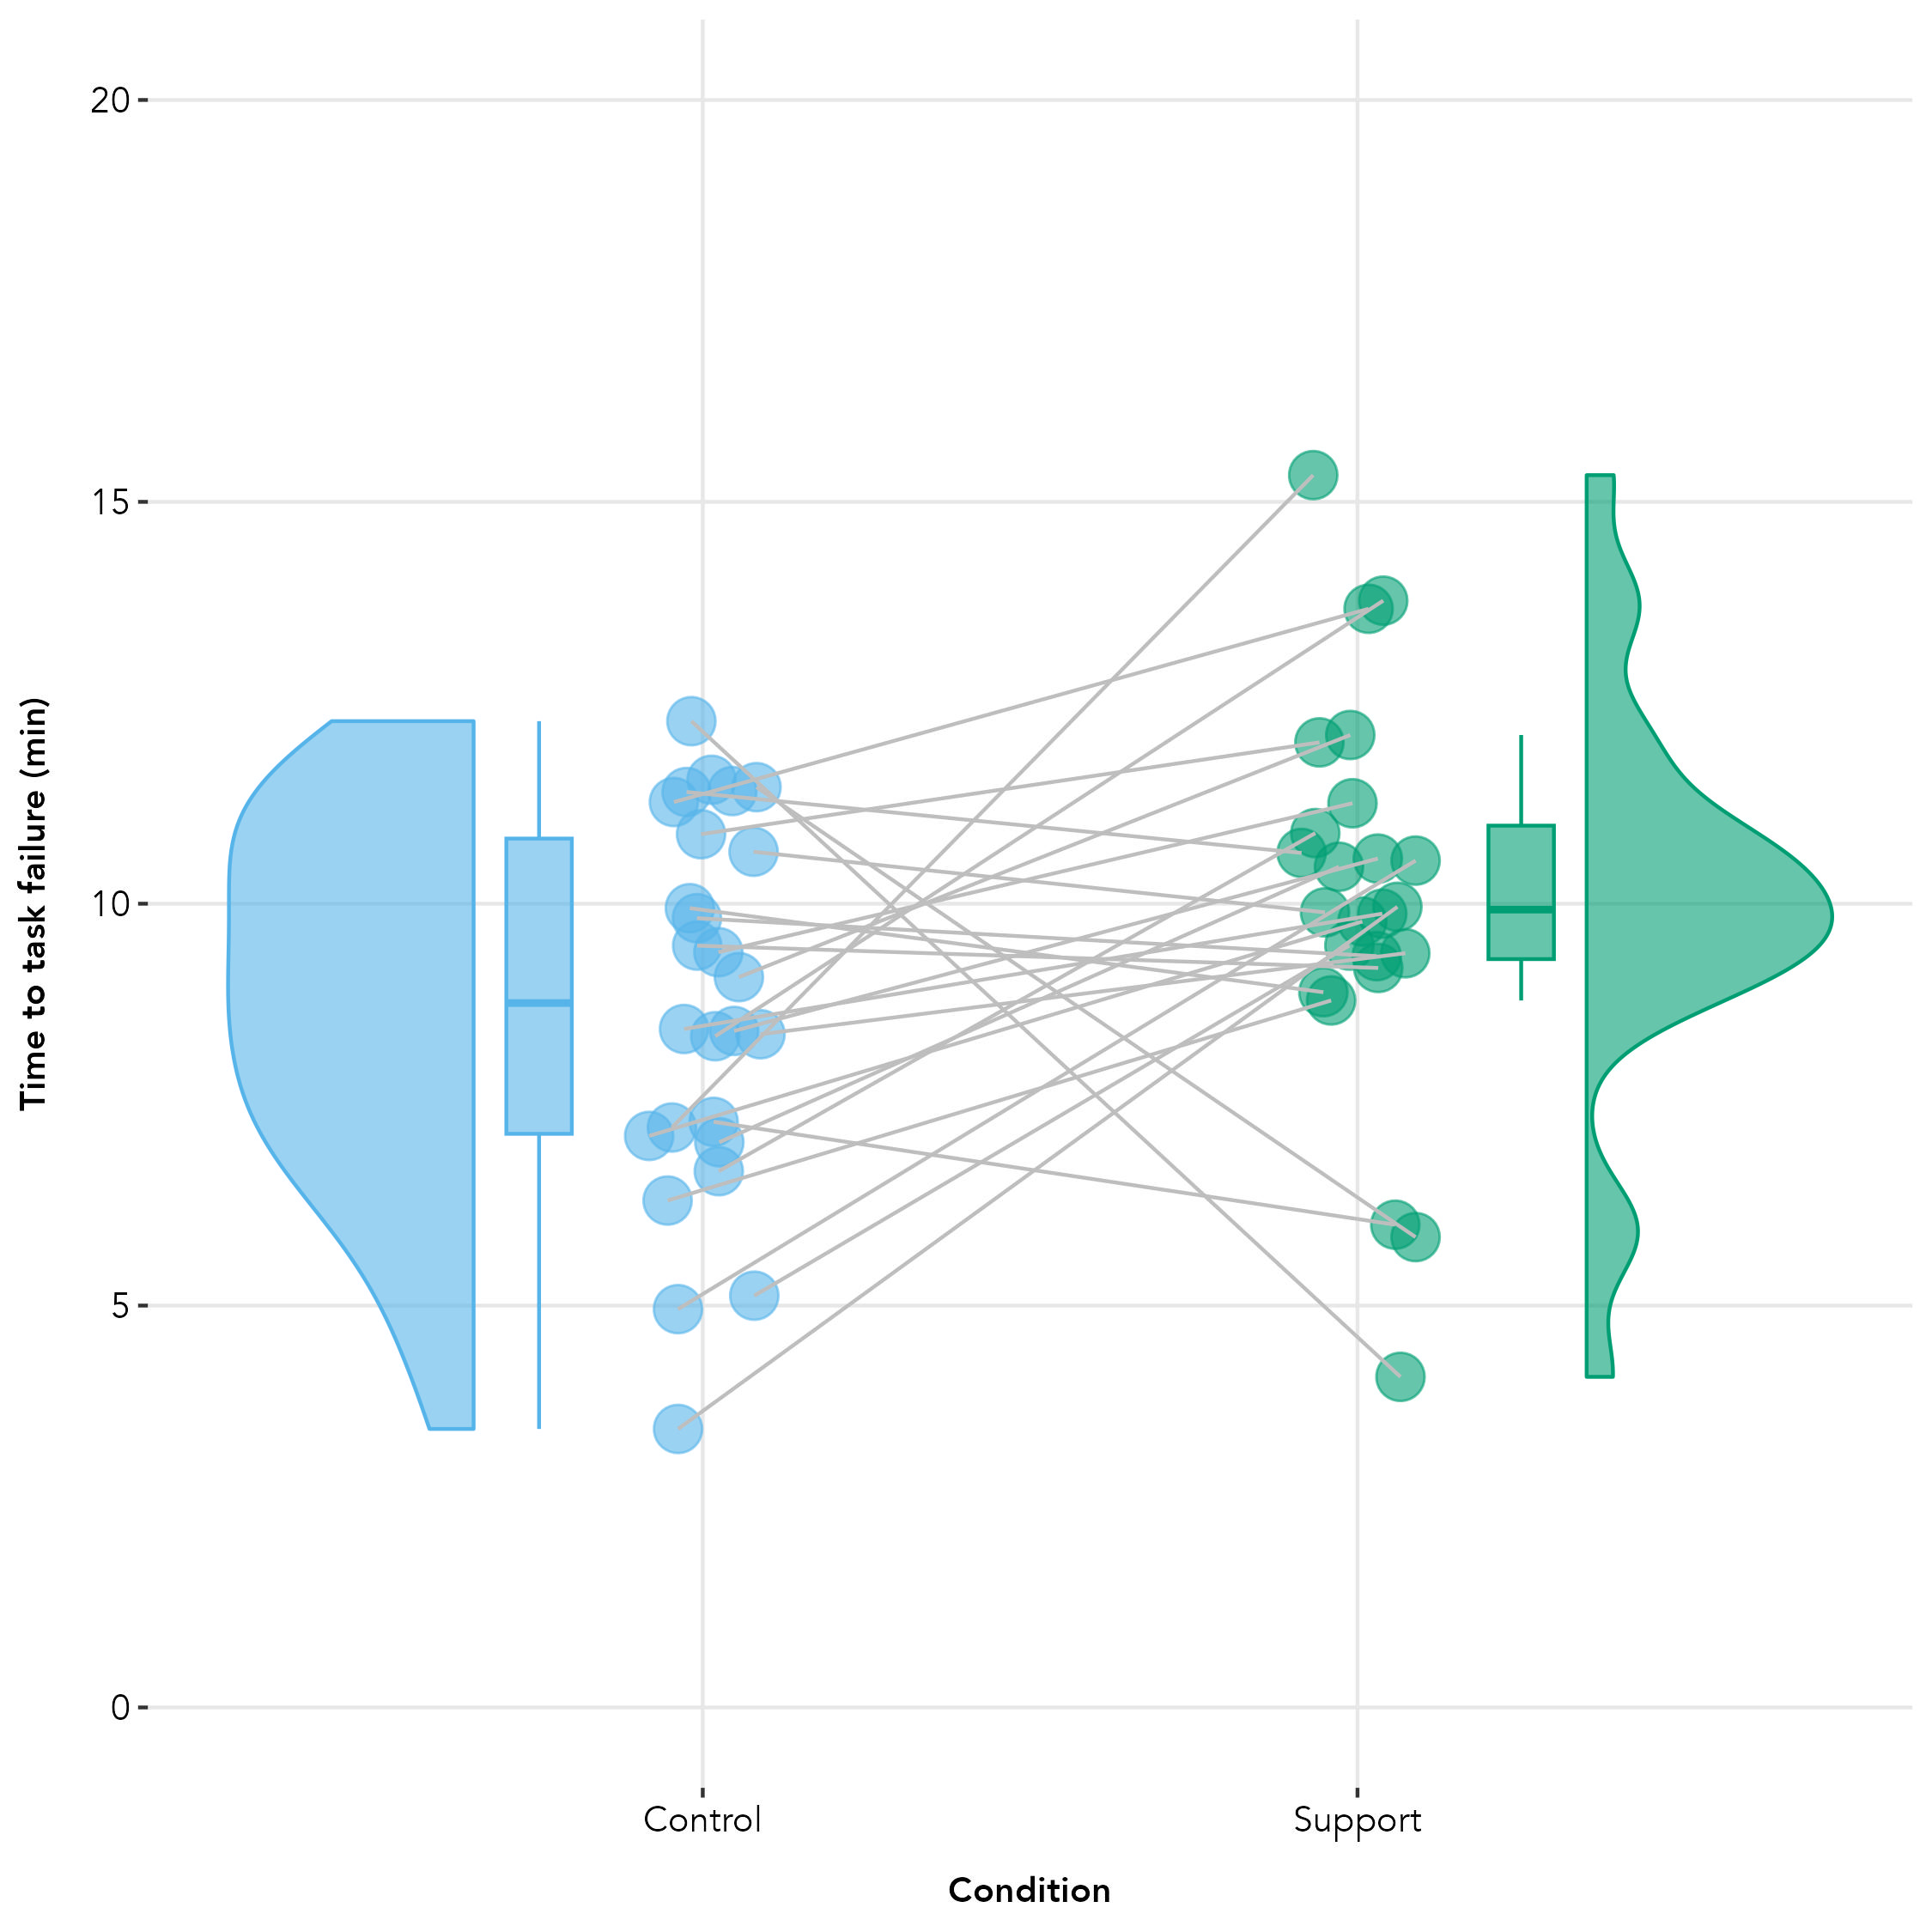 Time to task failure (min)
20
15
10
5
0
Control
Support
Condition